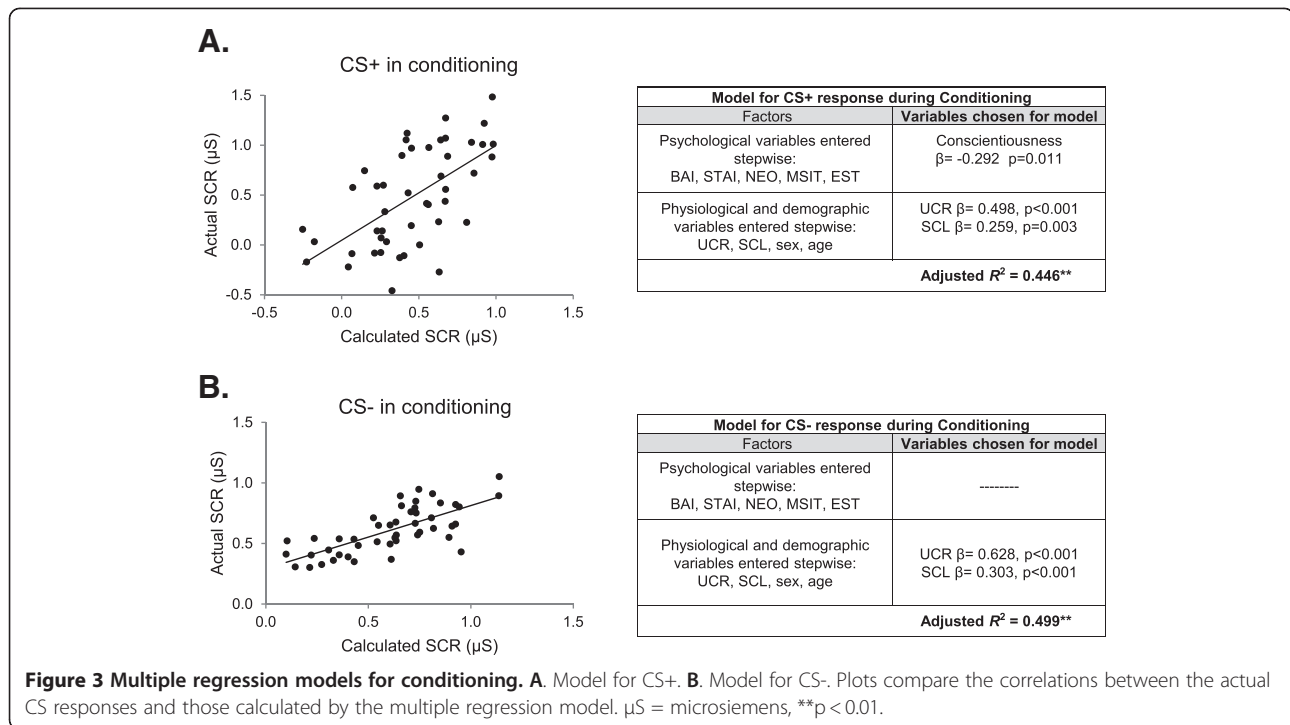 A.
CS+ in conditioning
1.5
1.0
0.5
0.0
-0.5
Actual SCR (µS)
-0.5 0.0 0.5 1.0 1.5
Calculated SCR (µS)
Model for CS+ response during Conditioning
Factors Variables chosen for model
Psychological variables entered
stepwise:
BAI, STAI, NEO, MSIT, EST
Conscientiousness
β= -0.292 p=0.011
Physiological and demographic
variables entered stepwise:
UCR, SCL, sex, age
UCR β= 0.498, p<0.001
SCL β= 0.259, p=0.003
Adjusted R² = 0.446**
B.
CS- in conditioning
1.5
1.0
0.5
0.0
Actual SCR (µS)
0.0 0.5 1.0 1.5
Calculated SCR (µS)
Model for CS- response during Conditioning
Factors Variables chosen for model
Psychological variables entered
stepwise:
BAI, STAI, NEO, MSIT, EST
--------
Physiological and demographic
variables entered stepwise:
UCR, SCL, sex, age
UCR β= 0.628, p<0.001
SCL β= 0.303, p<0.001
Adjusted R² = 0.499**
Figure 3 Multiple regression models for conditioning. A. Model for CS+. B. Model for CS-. Plots compare the correlations between the actual
CS responses and those calculated by the multiple regression model. µS = microsiemens, **p < 0.01.